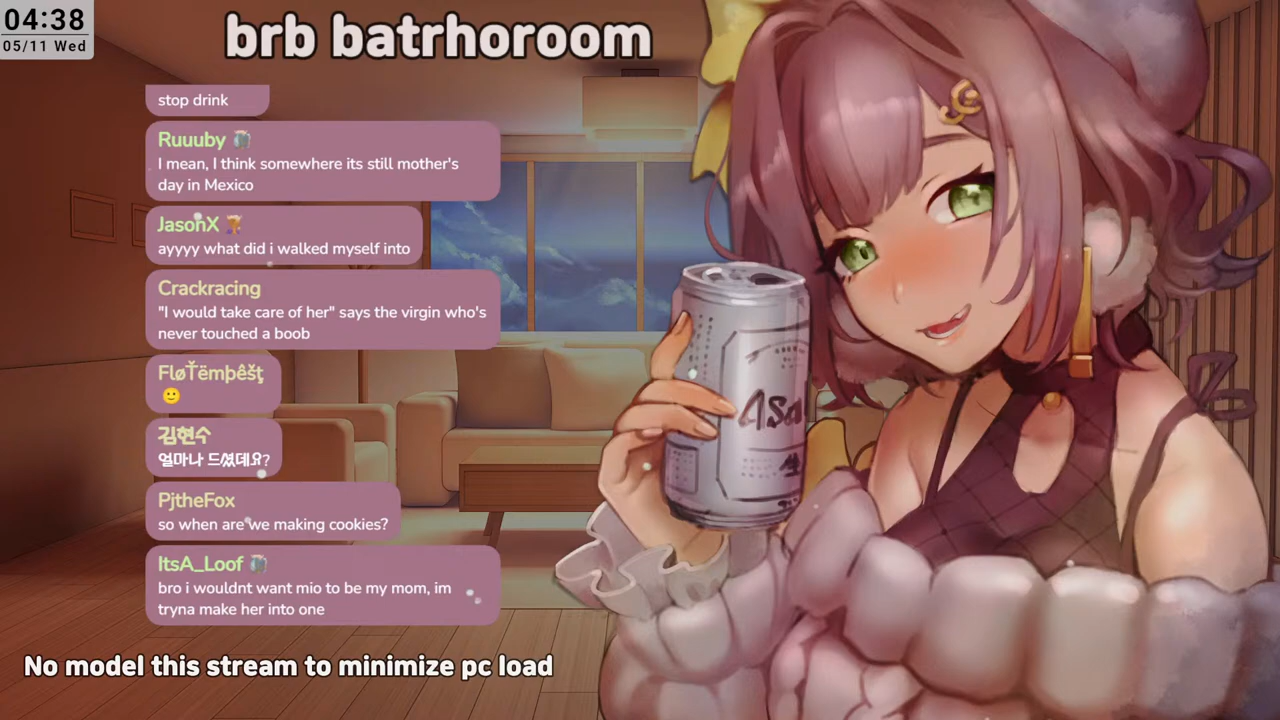 04:38
05/11 Wed
brb batrhoroom
stop drink
Ruuuby
I mean, I think somewhere its still mother's
day in Mexico
JasonX
ayyyy what did i walked myself into
Crackracing
"I would take care of her" says the virgin who's
never touched a boob
FløŤëmþêšţ
김현수
얼마나 드셨데요?
PjtheFox
so when are we making cookies?
ItsA_Loof
bro i wouldnt want mio to be my mom, im
tryna make her into one
Asa
No model this stream to minimize pc load